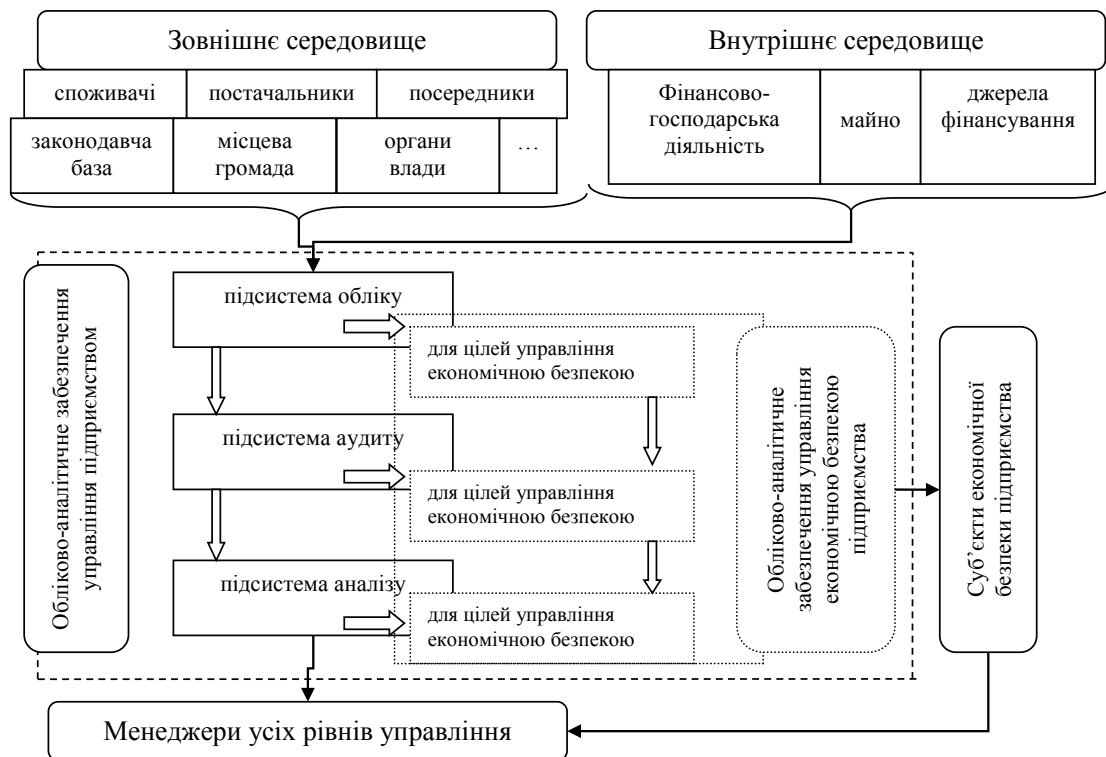 Зовнішнє середовище
Внутрішнє середовище
споживачі
постачальники
посередники
законодавча
база
місцева
громада
органи
влади
…
Фінансово-
господарська
діяльність
майно
джерела
фінансування
Обліково-аналітичне забезпечення
управління підприємством
підсистема обліку
для цілей управління
економічною безпекою
підсистема аудиту
для цілей управління
економічною безпекою
підсистема аналізу
для цілей управління
економічною безпекою
Обліково-аналітичне
забезпечення управління
економічною безпекою
підприємства
Суб’єкти економічної
безпеки підприємства
Менеджери усіх рівнів управління